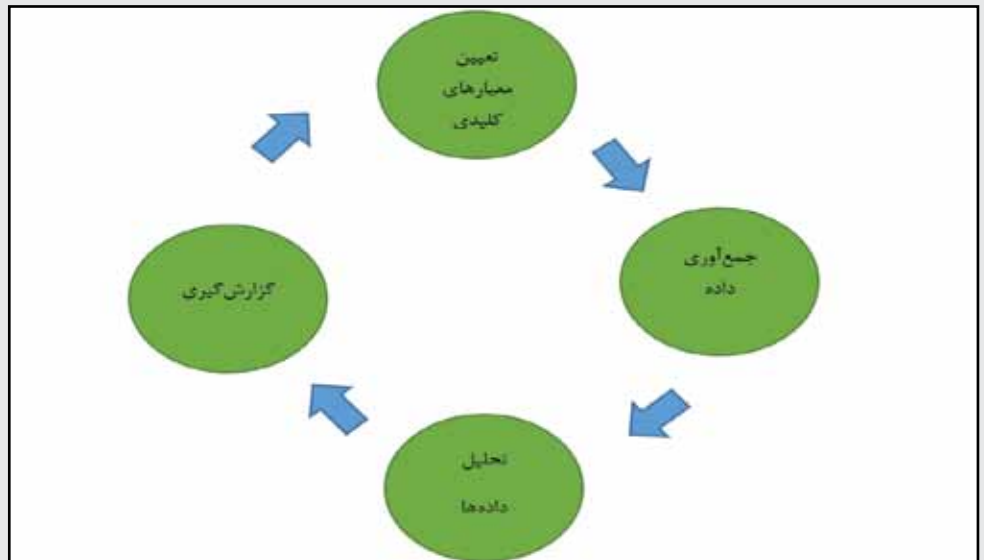 تعیین
معیارهای
کلیدی
جمع‌آوری
داده
تحلیل
داده‌ها
گزارش‌گیری